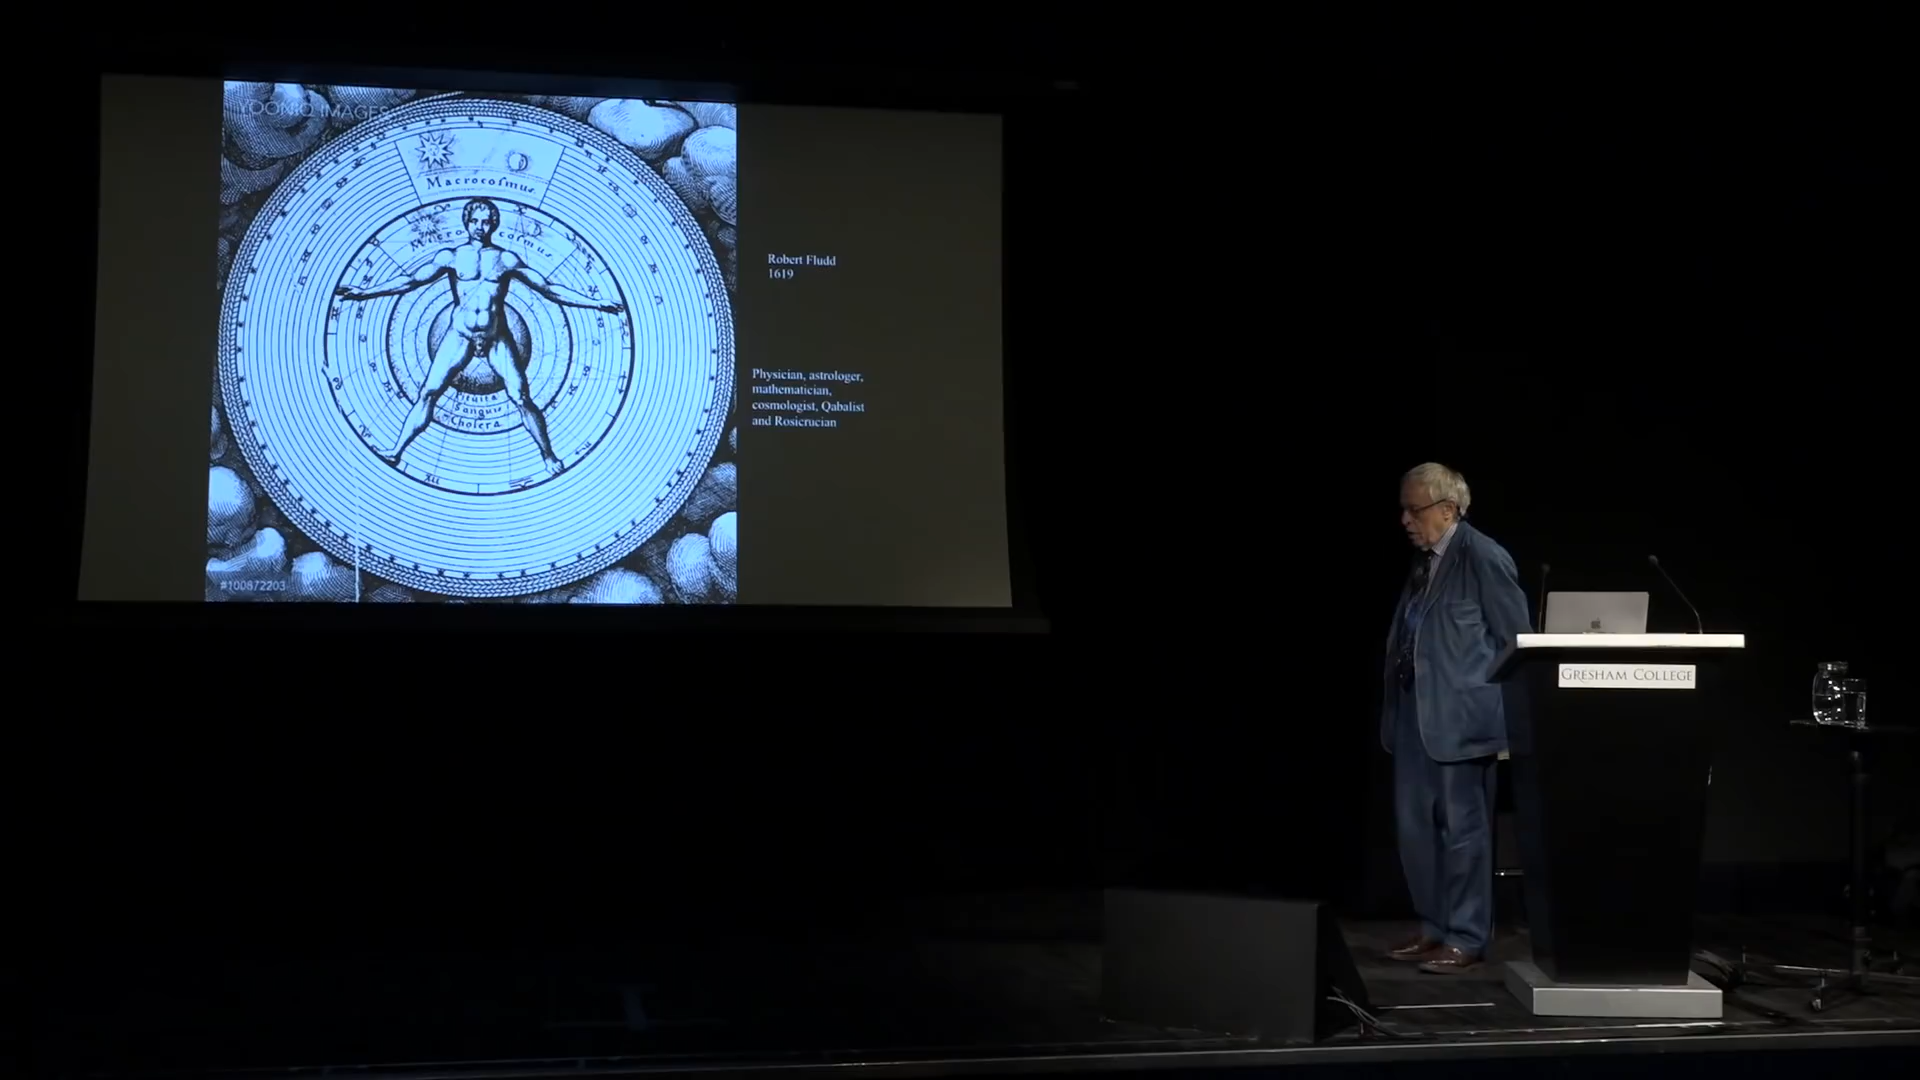 YOONIQ IMAGES
Macrocosmus
Microcosmus
Pituita
Sanguis
Cholera
XII
#100872203
Robert Fludd
1619
Physician, astrologer,
mathematician,
cosmologist, Qabalist
and Rosicrucian
GRESHAM COLLEGE